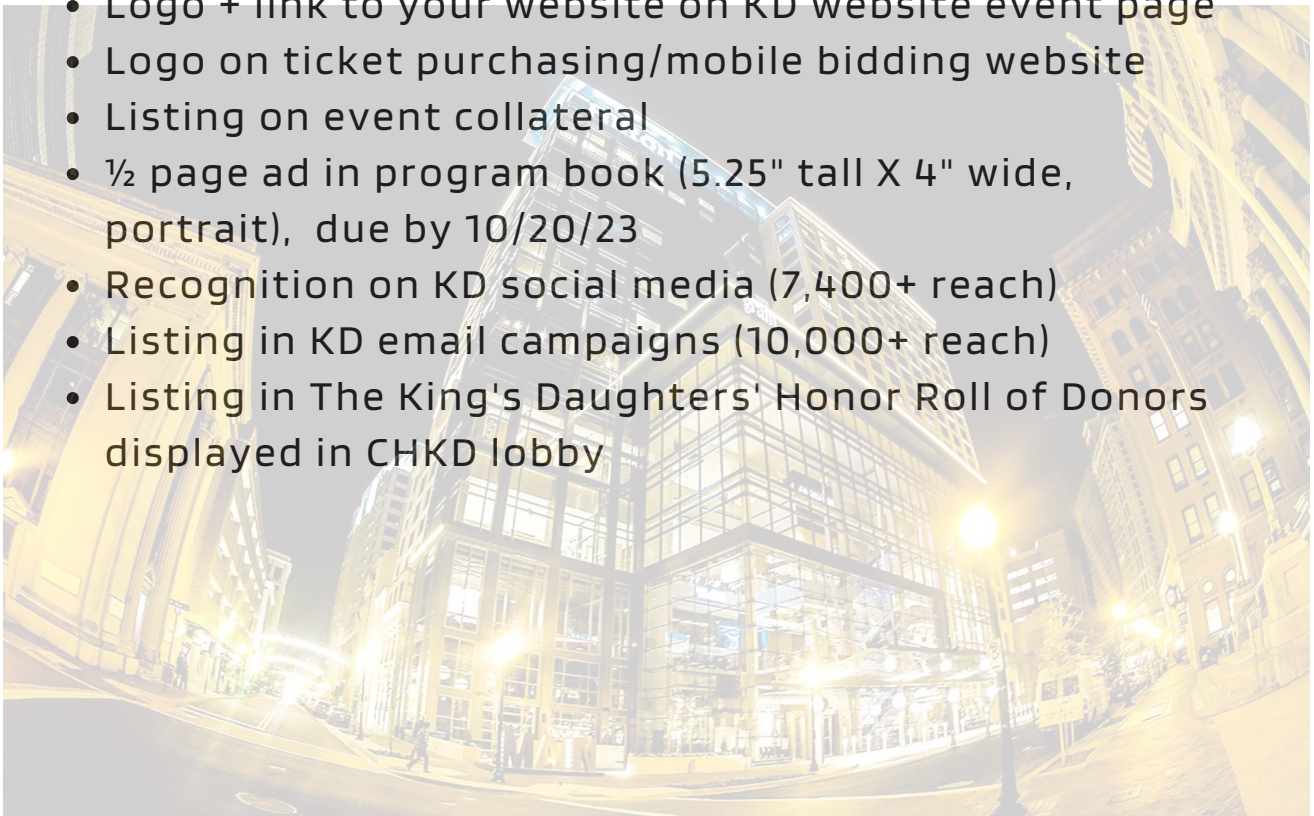 • Logo + link to your website on KD website event page
• Logo on ticket purchasing/mobile bidding website
• Listing on event collateral
• ½ page ad in program book (5.25" tall X 4" wide,
portrait),  due by 10/20/23
• Recognition on KD social media (7,400+ reach)
• Listing in KD email campaigns (10,000+ reach)
• Listing in The King's Daughters' Honor Roll of Donors
displayed in CHKD lobby